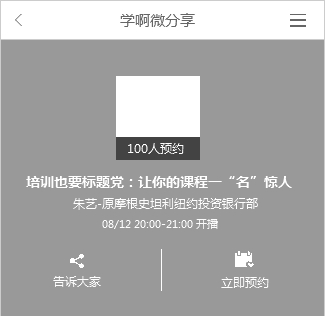 学啊微分享
100人预约
培训也要标题党：让你的课程一“名”惊人
朱艺-原摩根史坦利纽约投资银行部
08/12 20:00-21:00 开播
告诉大家
立即预约